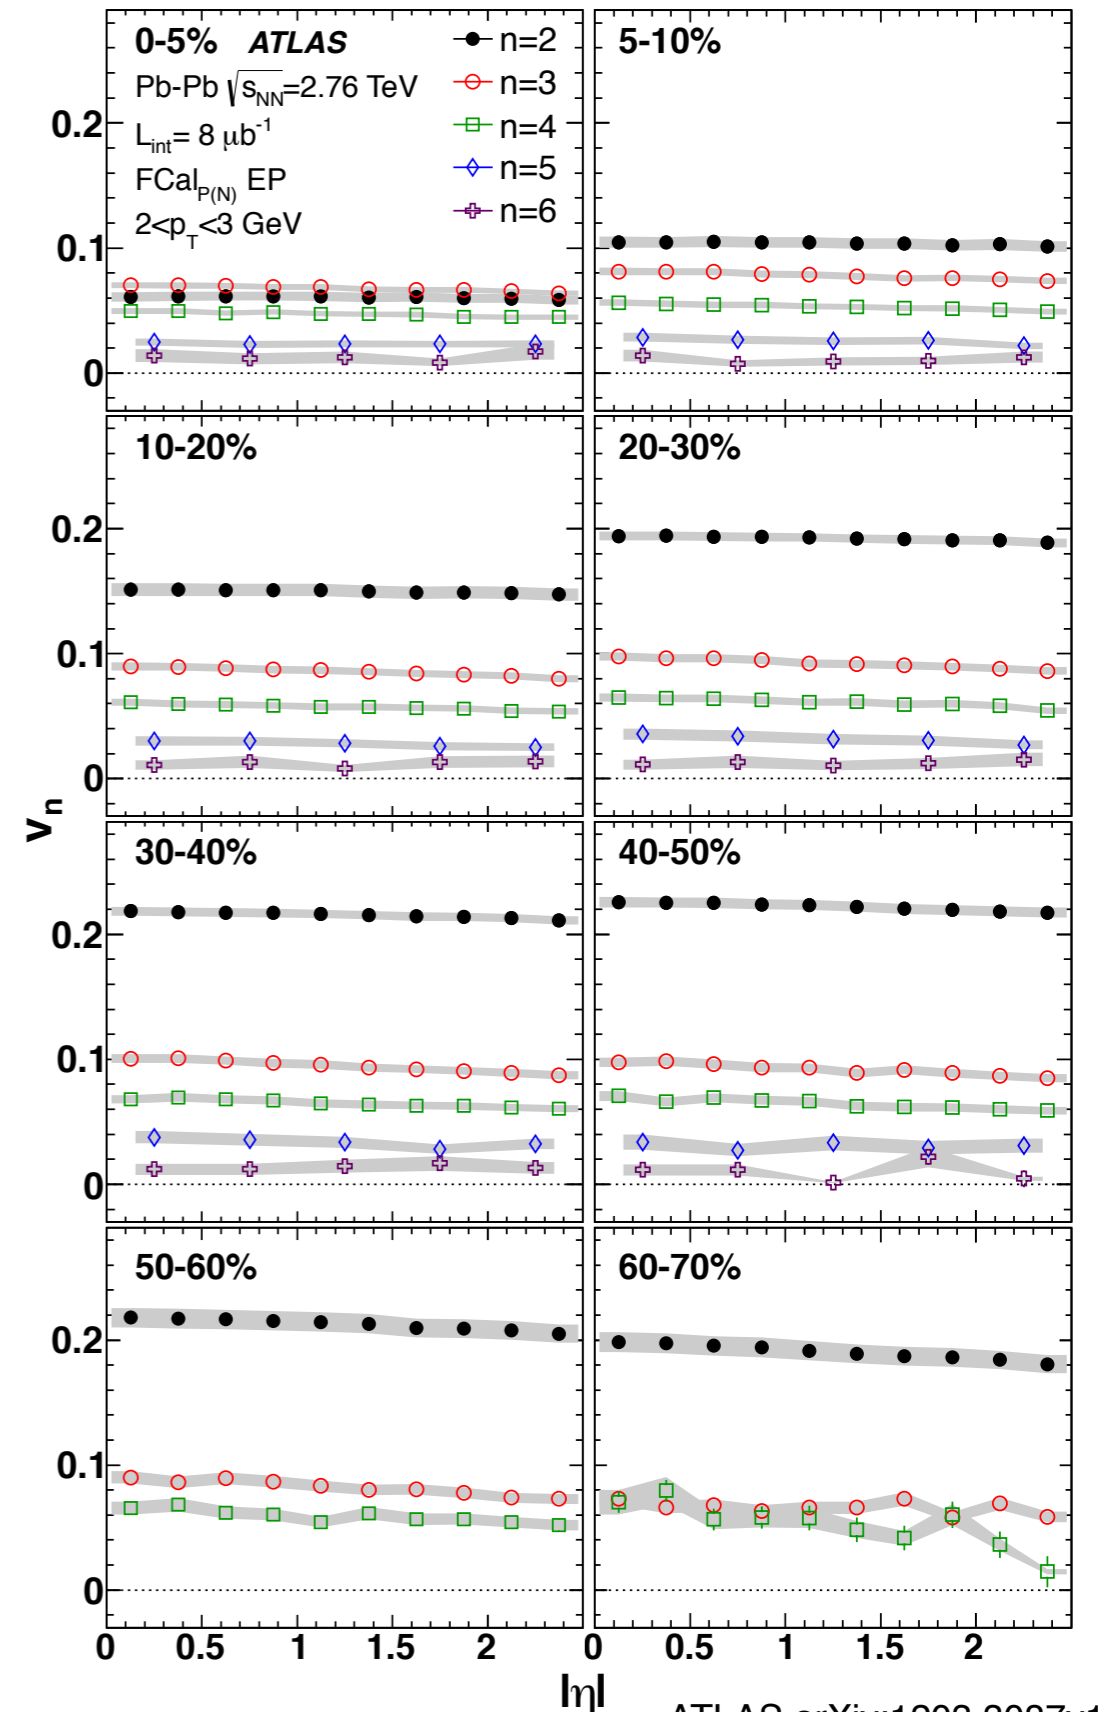 0-5% ATLAS
Pb-Pb √sNN=2.76 TeV
Lint= 8 μb-1
FCalP(N) EP
2<pT<3 GeV
n=2
n=3
n=4
n=5
n=6
5-10%
0.2
0.1
0
10-20%
20-30%
0.2
0.1
0
vn
30-40%
40-50%
0.2
0.1
0
50-60%
60-70%
0.2
0.1
0
0 0.5 1 1.5 2 0 0.5 1 1.5 2
|η|